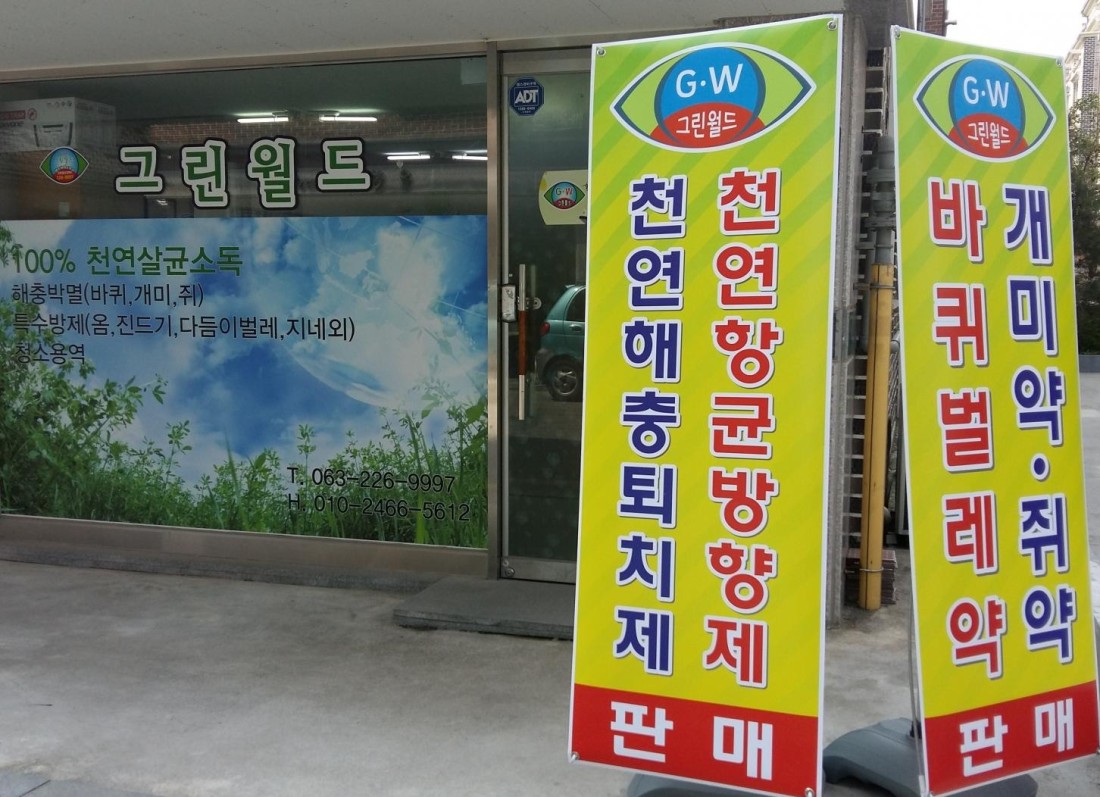 그린월드
100% 천연살균소독
해충박멸(바퀴,개미,쥐)
특수방제(옴,진드기,다듬이벌레,지네외)
청소용역
T. 063-226-9997
H. 010-2466-5612
ADT
G·W
G·W
그린월드
천연항균방향제
천연해충퇴치제
판매
G·W
그린월드
개미약·쥐약
바퀴벌레약
판매